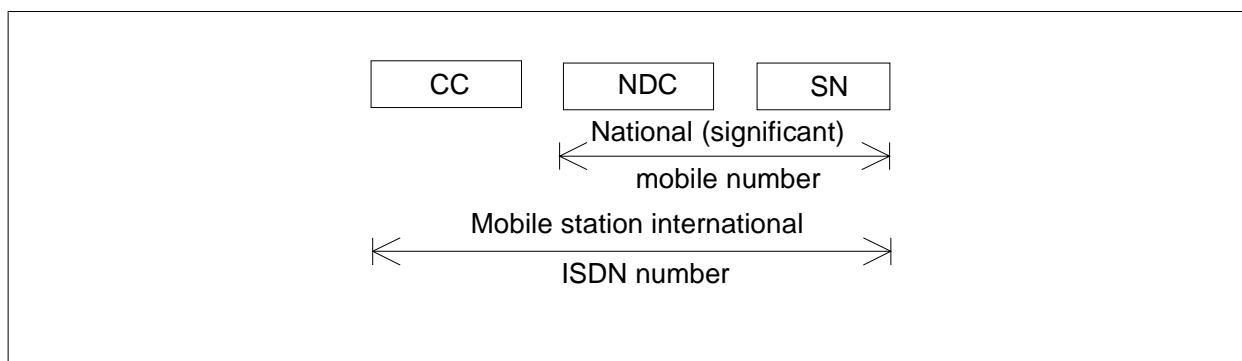 CC NDC SN
National (significant)
mobile number
Mobile station international
ISDN number